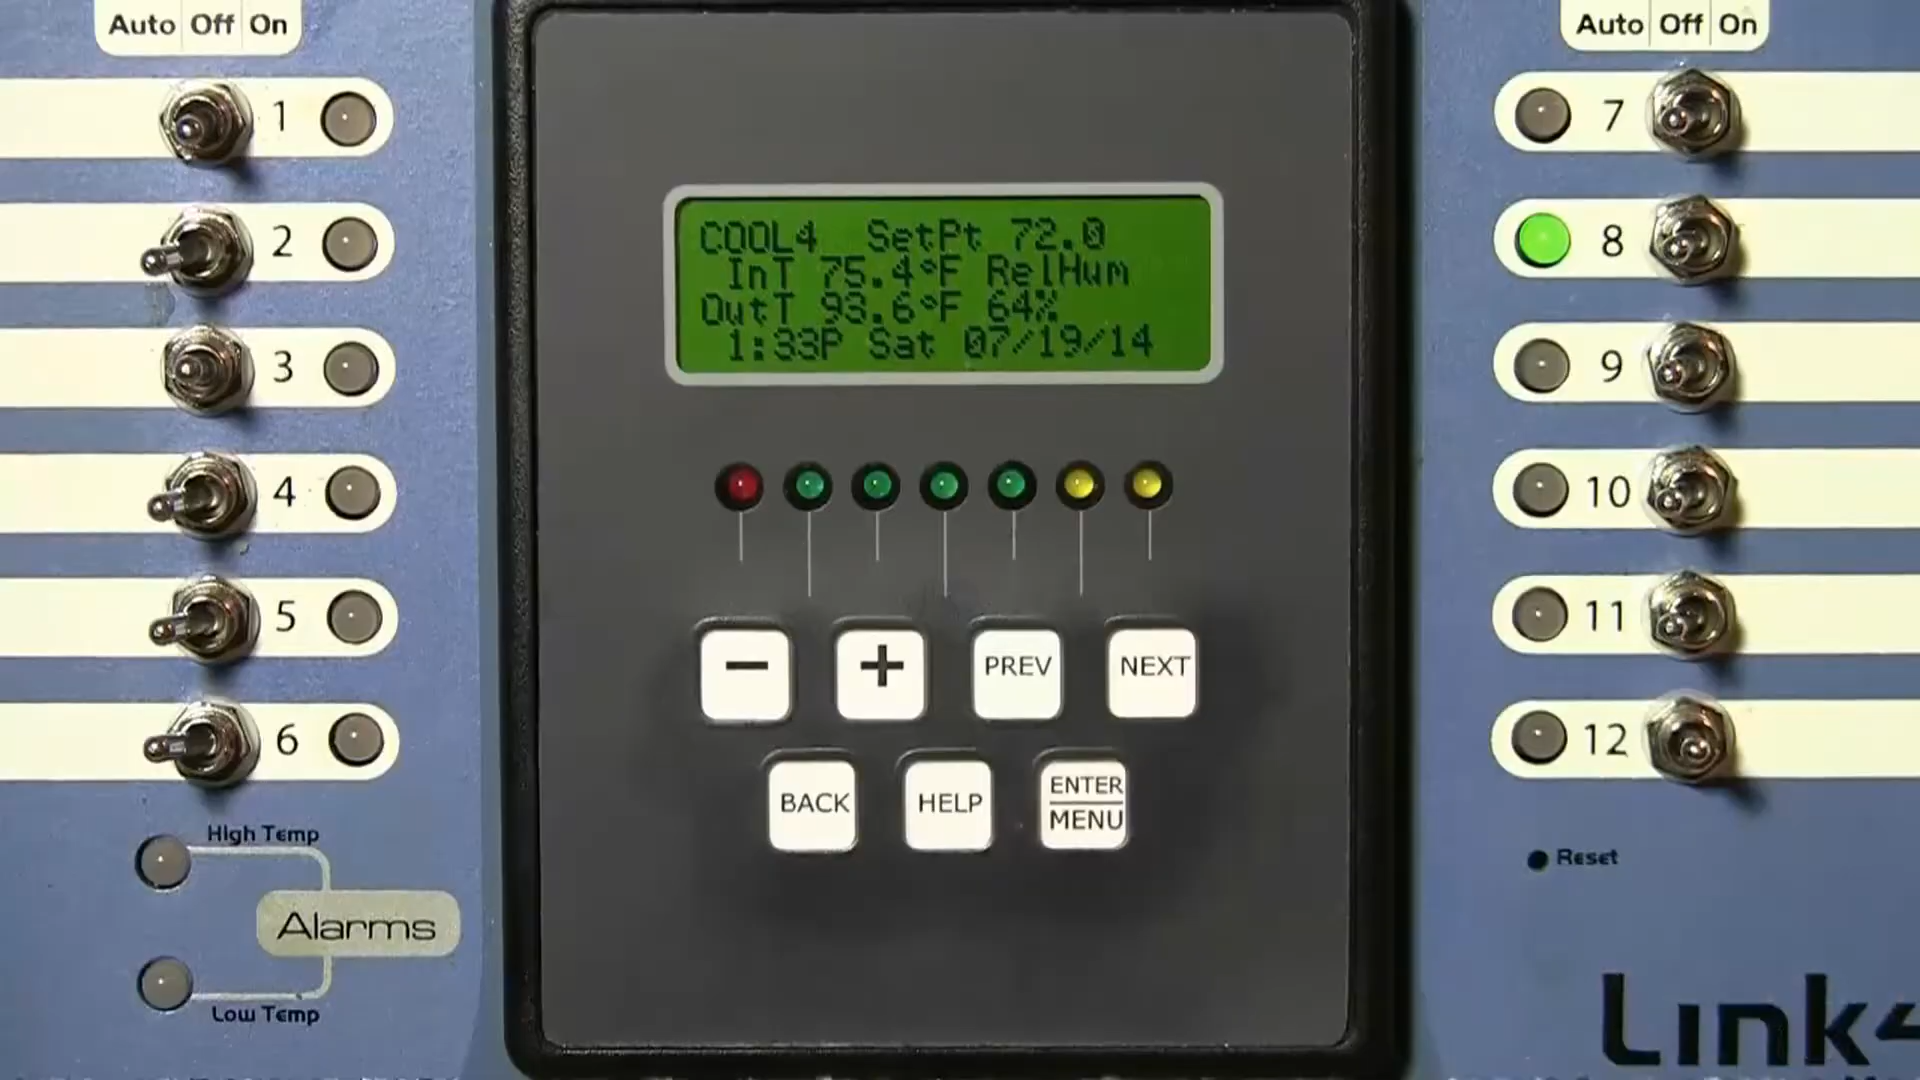 Auto Off On
1
2
3
4
5
6
High Temp
Alarms
Low Temp
COOL4 SetPt 72.0
InT 75.4°F RelHum
OutT 93.6°F 64%
1:33P Sat 07/19/14
− + PREV NEXT
BACK HELP ENTER
MENU
Auto Off On
7
8
9
10
11
12
Reset
Link4